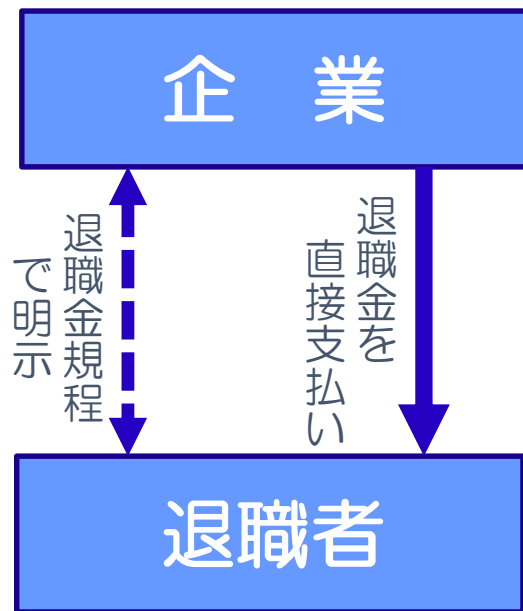 企　業
退職金規程
で明示
退職金を
直接支払い
退職者